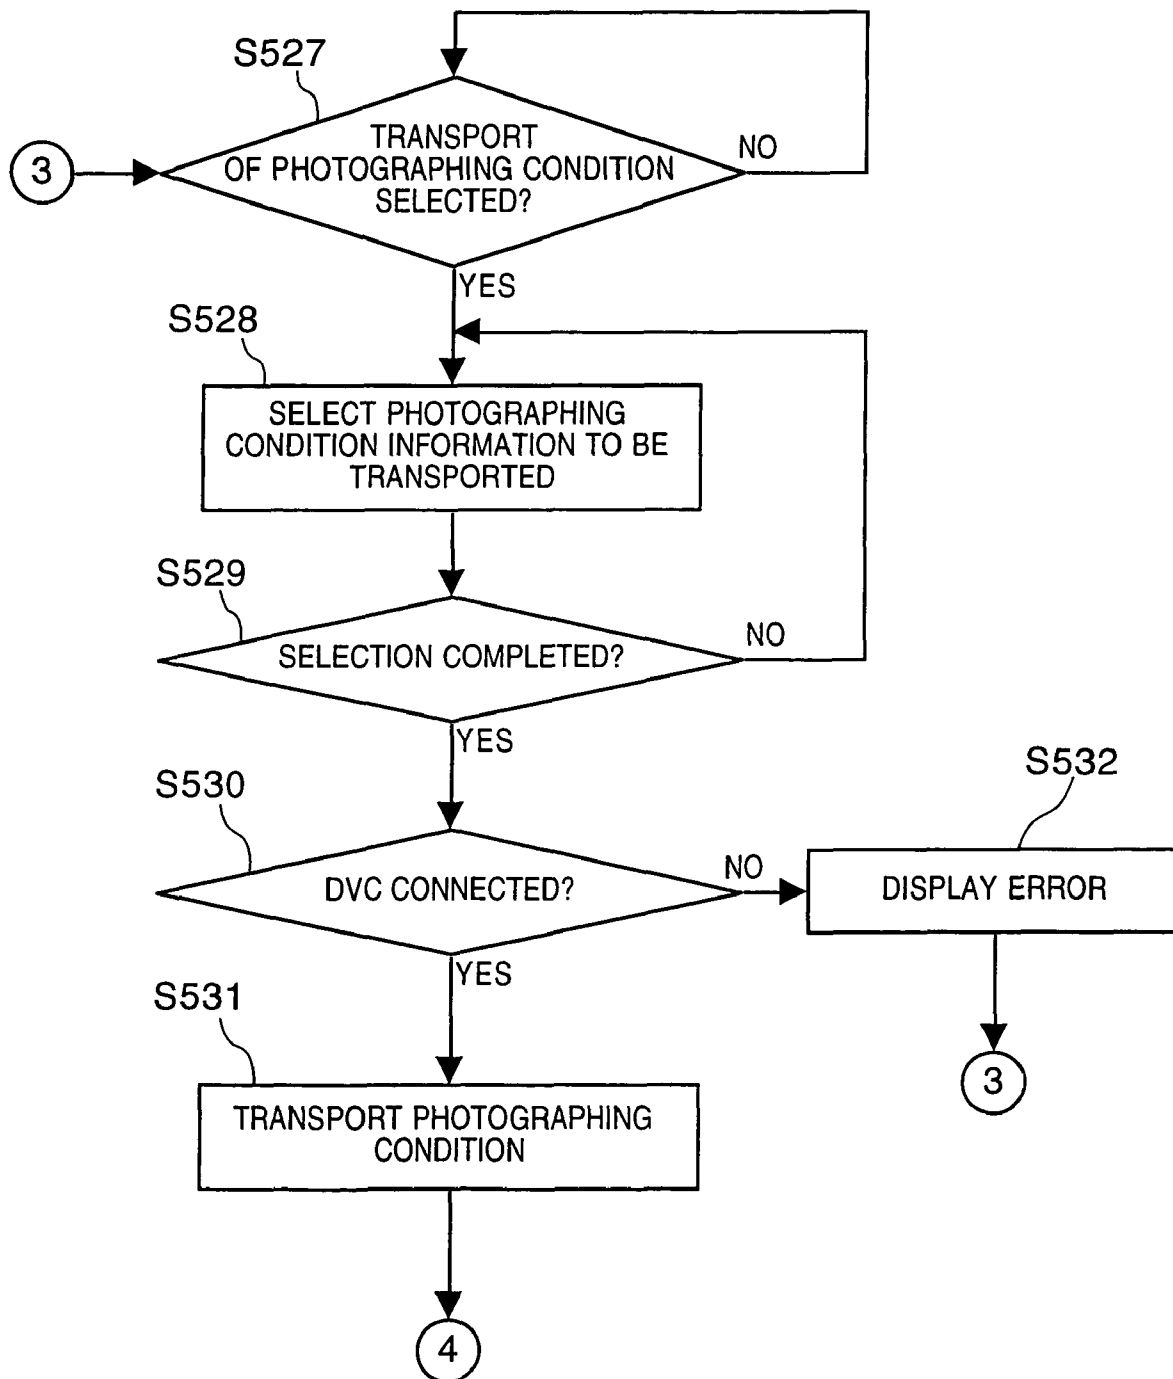 S527
TRANSPORT
OF PHOTOGRAPHING CONDITION
SELECTED?
NO
3
YES
S528
SELECT PHOTOGRAPHING
CONDITION INFORMATION TO BE
TRANSPORTED
S529
SELECTION COMPLETED?
NO
YES
S530
DVC CONNECTED?
NO
S532
DISPLAY ERROR
YES
3
S531
TRANSPORT PHOTOGRAPHING
CONDITION
4